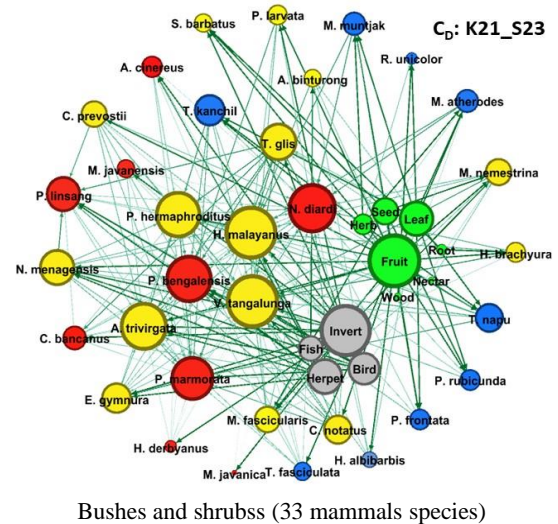 S. barbatus
P. larvata
M. muntjak
C_D: K21_S23
A. cinereus
R. unicolor
A. binturong
C. prevostii
T. kanchil
M. atherodes
T. glis
M. javanensis
M. nemestrina
P. linsang
N. diardi
Seed
Leaf
P. hermaphroditus
Herb
H. malayanus
Root
H. brachyura
Fruit
N. menagensis
P. bengalensis
Nectar
V. tangalunga
Wood
A. trivirgata
Invert
T. napu
C. bancanus
Fish
Bird
P. marmorata
Herpet
P. rubicunda
E. gymnura
M. fascicularis
C. notatus
P. frontata
H. derbyanus
H. albibarbis
M. javanica
T. fasciculata
Bushes and shrubss (33 mammals species)